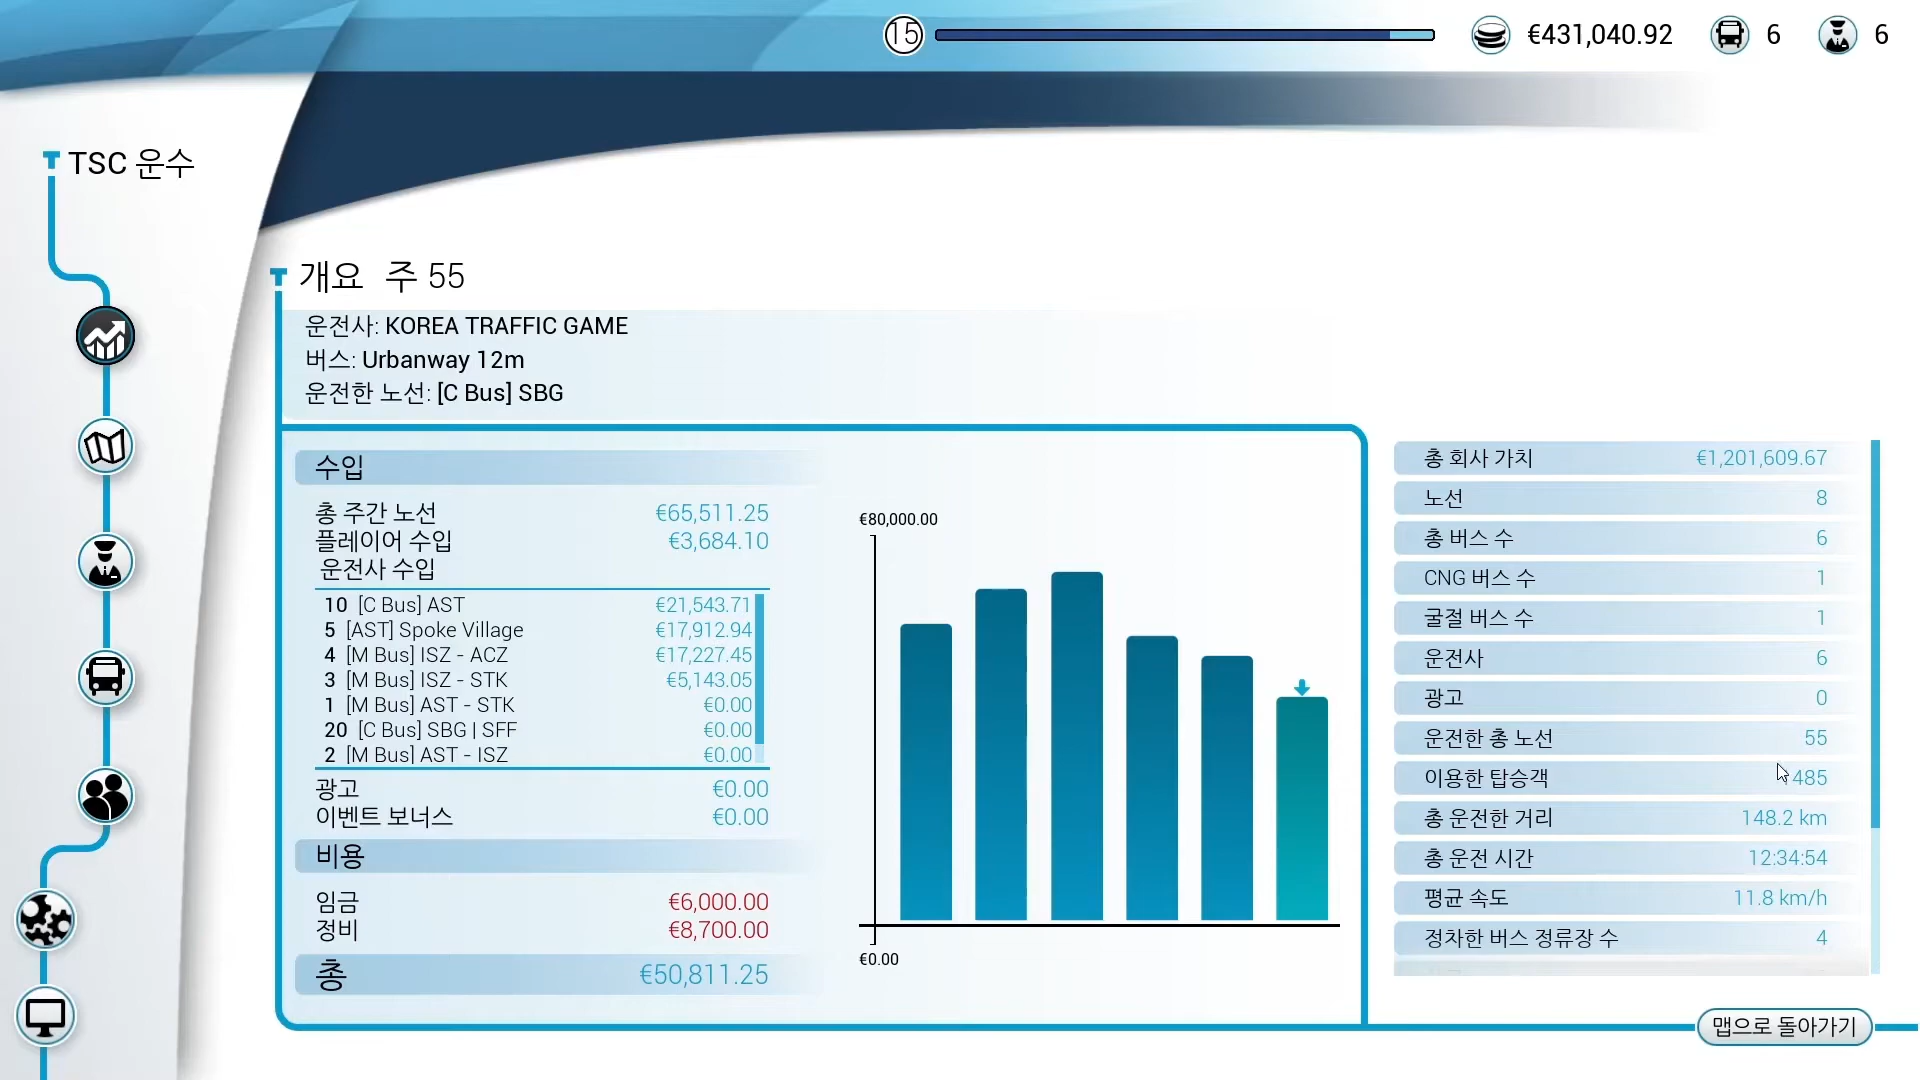 15
€431,040.92
6
6
TSC 운수
개요 주 55
운전사: KOREA TRAFFIC GAME
버스: Urbanway 12m
운전한 노선: [C Bus] SBG
수입
총 주간 노선 €65,511.25
플레이어 수입 €3,684.10
운전사 수입
10 [C Bus] AST €21,543.71
5 [AST] Spoke Village €17,912.94
4 [M Bus] ISZ - ACZ €17,227.45
3 [M Bus] ISZ - STK €5,143.05
1 [M Bus] AST - STK €0.00
20 [C Bus] SBG | SFF €0.00
2 [M Bus] AST - ISZ €0.00
광고 €0.00
이벤트 보너스 €0.00
비용
임금 €6,000.00
정비 €8,700.00
총 €50,811.25
€80,000.00
€0.00
총 회사 가치 €1,201,609.67
노선 8
총 버스 수 6
CNG 버스 수 1
굴절 버스 수 1
운전사 6
광고 0
운전한 총 노선 55
이용한 탑승객 485
총 운전한 거리 148.2 km
총 운전 시간 12:34:54
평균 속도 11.8 km/h
정차한 버스 정류장 수 4
맵으로 돌아가기